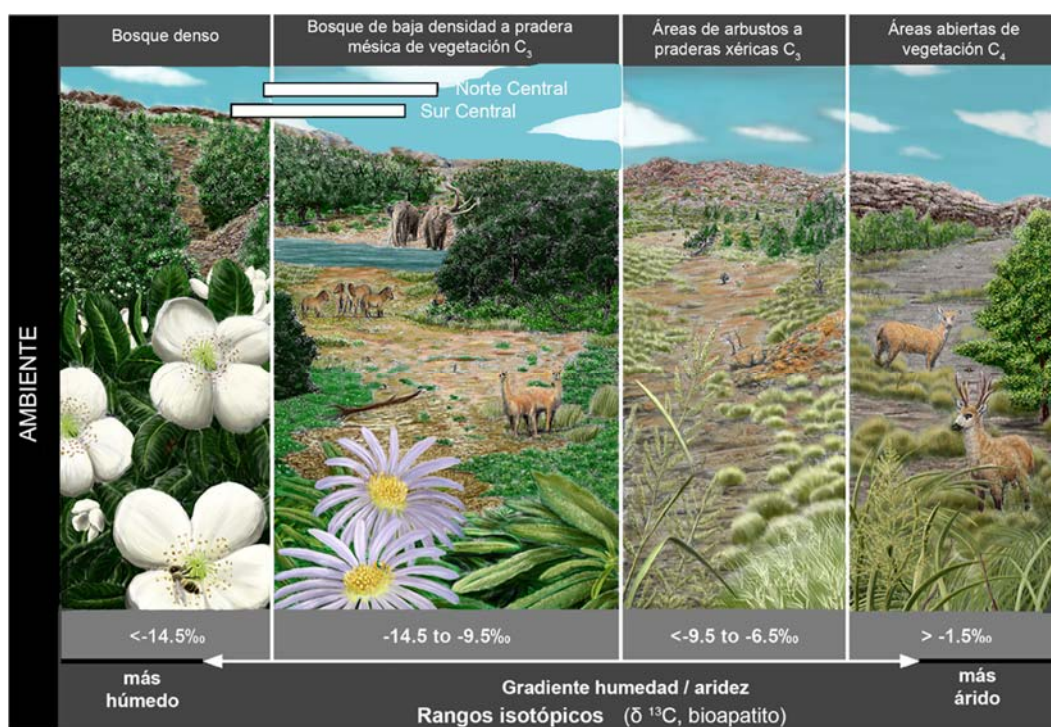 Bosque denso
Bosque de baja densidad a pradera
mésica de vegetación C₃
Áreas de arbustos a
praderas xéricas C₃
Áreas abiertas de
vegetación C₄
Norte Central
Sur Central
AMBIENTE
<-14.5‰
-14.5 to -9.5‰
<-9.5 to -6.5‰
> -1.5‰
más
húmedo
más
árido
Gradiente humedad / aridez
Rangos isotópicos (δ ¹³C, bioapatito)